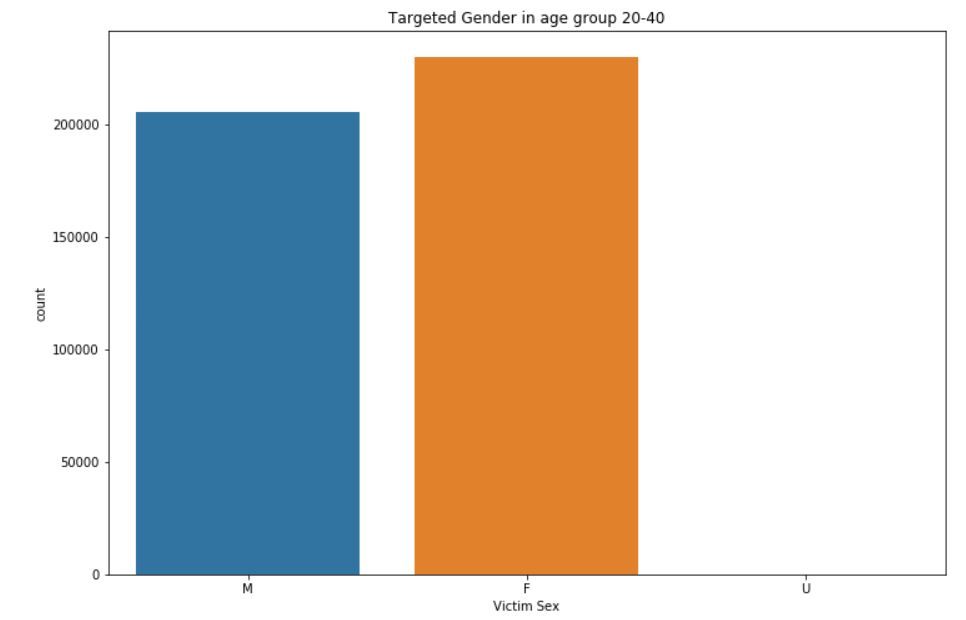 Targeted Gender in age group 20-40
200000
150000
100000
50000
0
count
M F U
Victim Sex